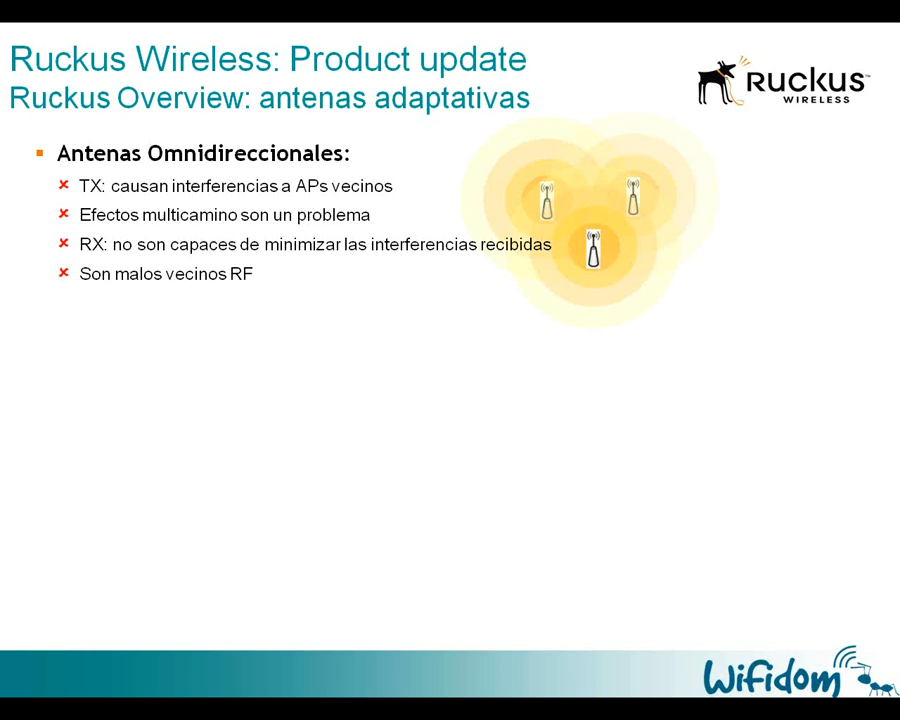 Ruckus Wireless: Product update
Ruckus Overview: antenas adaptativas
RUCKUS™
WIRELESS
Antenas Omnidireccionales:
TX: causan interferencias a APs vecinos
Efectos multicamino son un problema
RX: no son capaces de minimizar las interferencias recibidas
Son malos vecinos RF
Wifidom